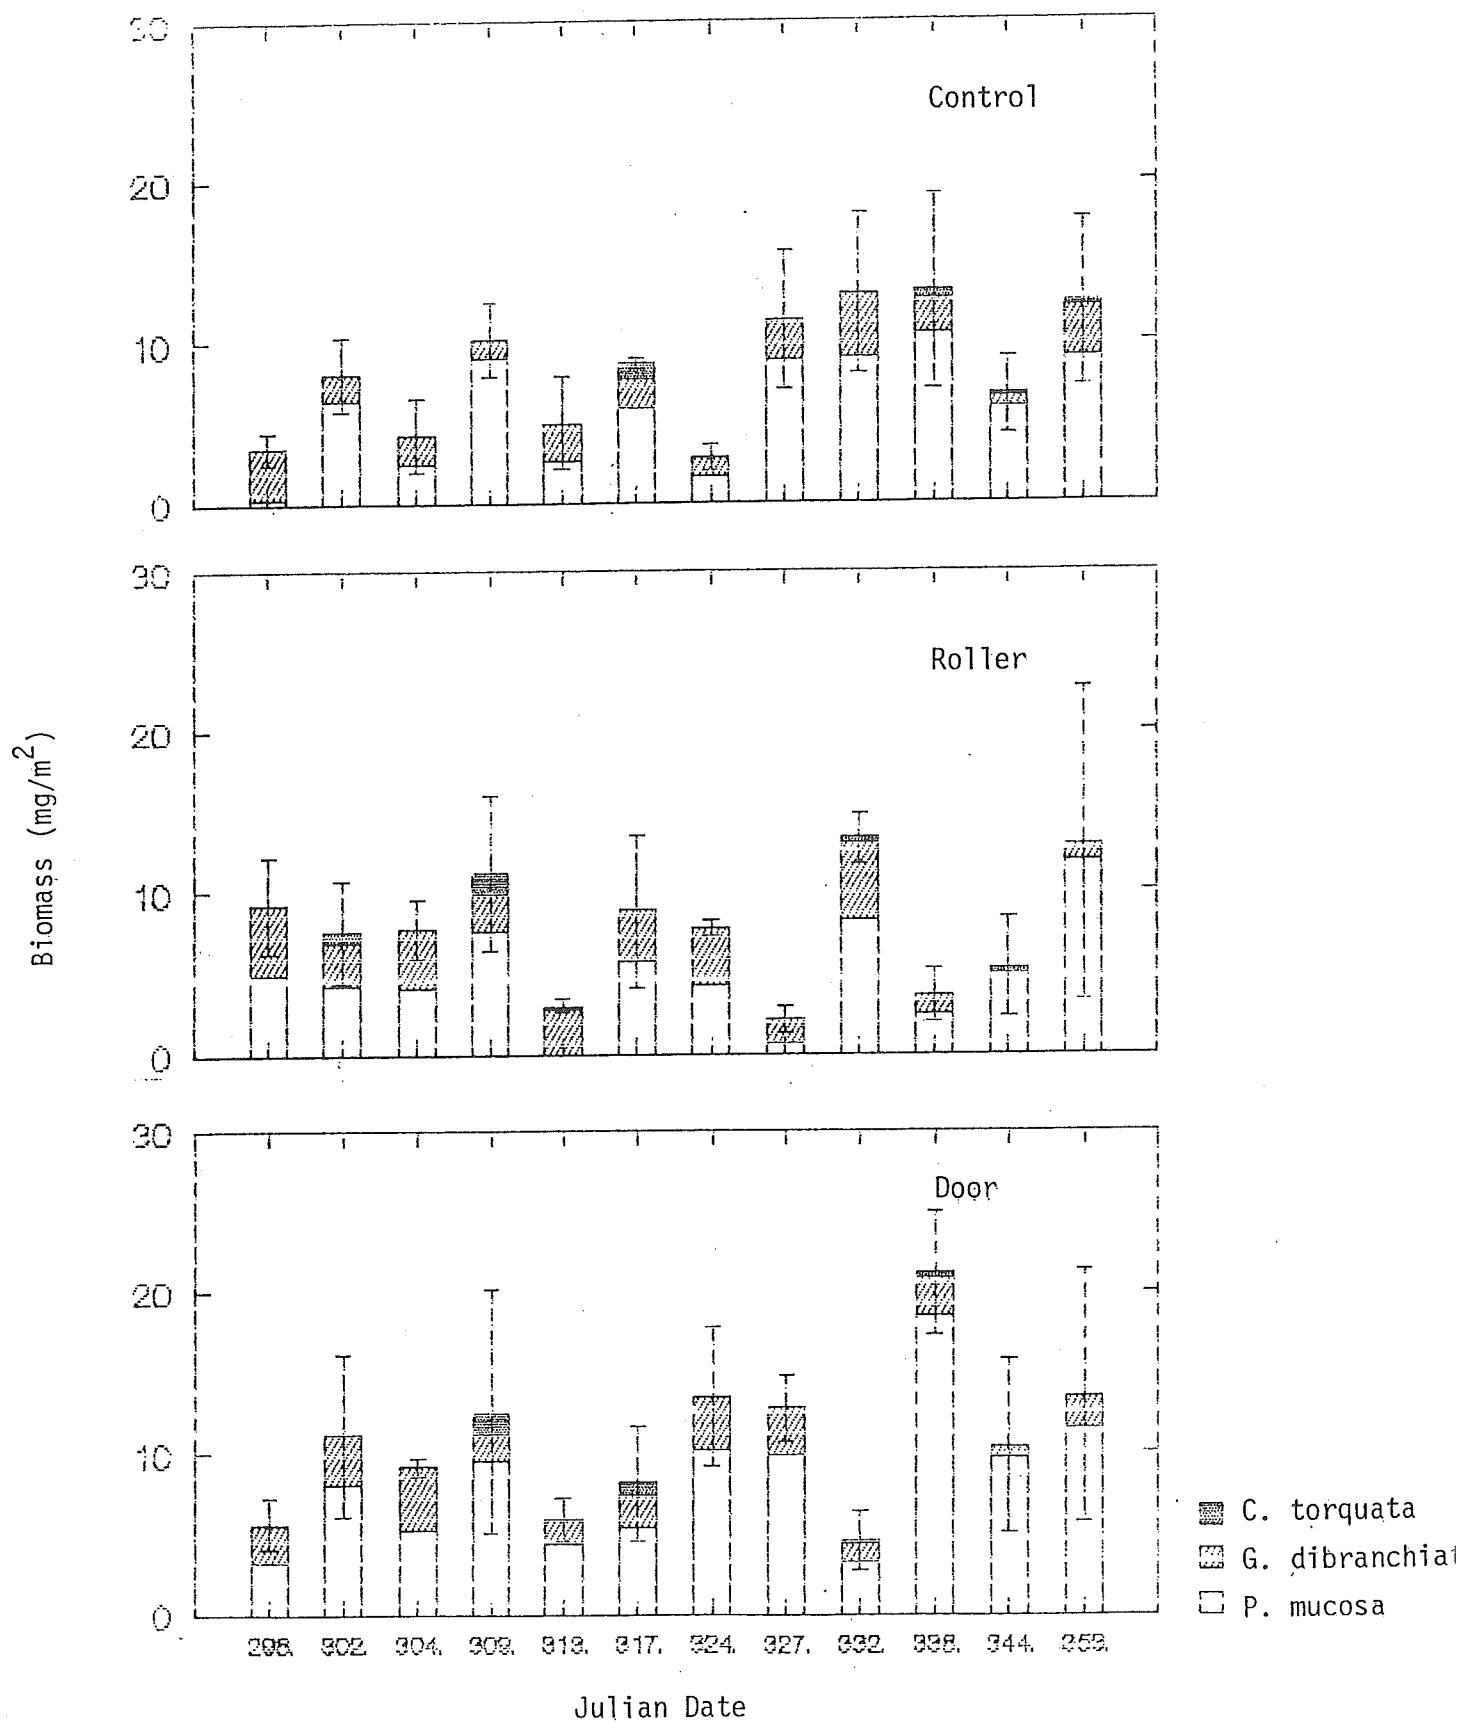 30
Control
20
10
0
30
Roller
20
10
0
Biomass (mg/m²)
30
Door
20
10
0
C. torquata
G. dibranchiat
P. mucosa
298. 302. 304. 309. 313. 317. 324. 327. 332. 338. 344. 353.
Julian Date